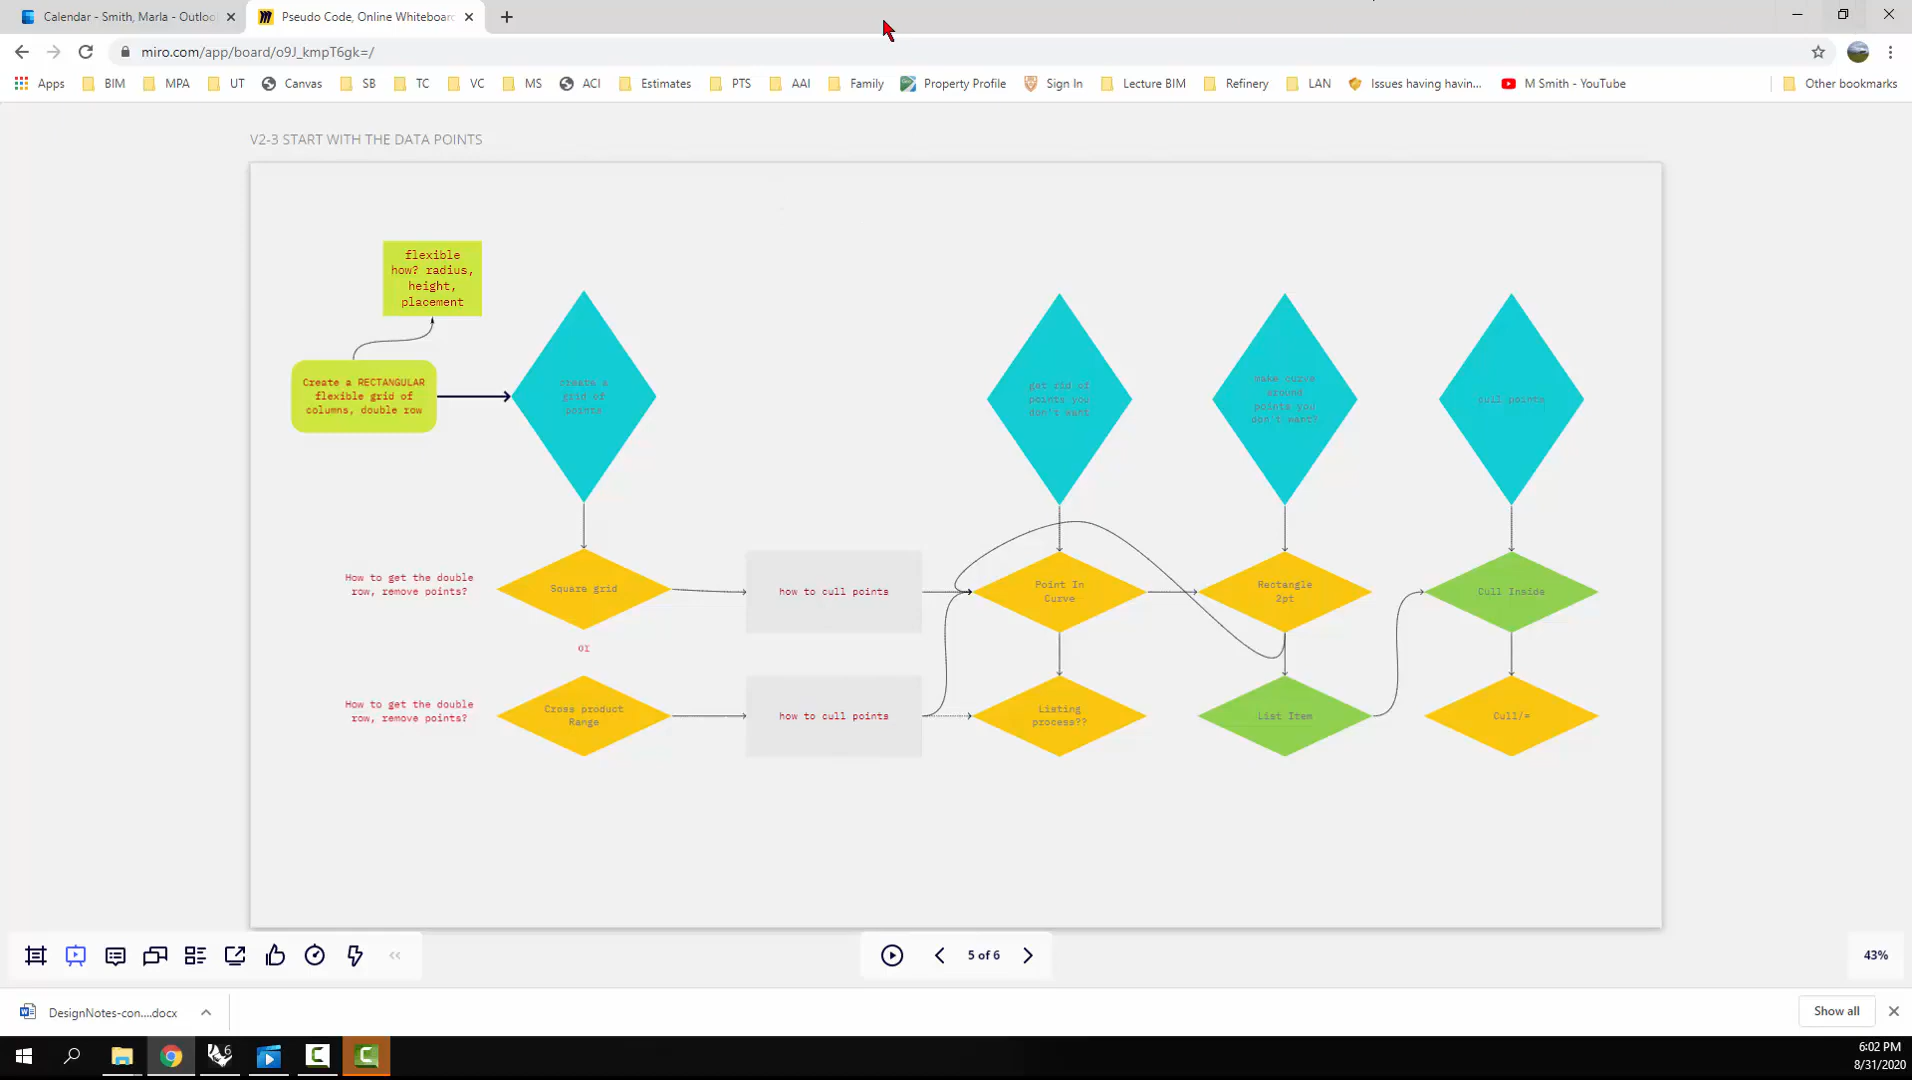 Calendar - Smith, Marla - Outloo
Pseudo Code, Online Whiteboard
miro.com/app/board/o9J_kmpT6gk=/
Apps BIM MPA UT Canvas SB TC VC MS ACI Estimates PTS AAI Family Property Profile Sign In Lecture BIM Refinery LAN Issues having havin... M Smith - YouTube Other bookmarks
V2-3 START WITH THE DATA POINTS
flexible
how? radius,
height,
placement
Create a RECTANGULAR
flexible grid of
columns, double row
create a
grid of
points
get rid of
points you
don't want
make curve
around
points you
don't want?
cull points
How to get the double
row, remove points?
Square grid
how to cull points
Point In
Curve
Rectangle
2pt
Cull Inside
or
How to get the double
row, remove points?
Cross product
Range
how to cull points
Listing
process??
List Item
Cull/=
5 of 6
43%
DesignNotes-con....docx
Show all
6
6:02 PM
8/31/2020